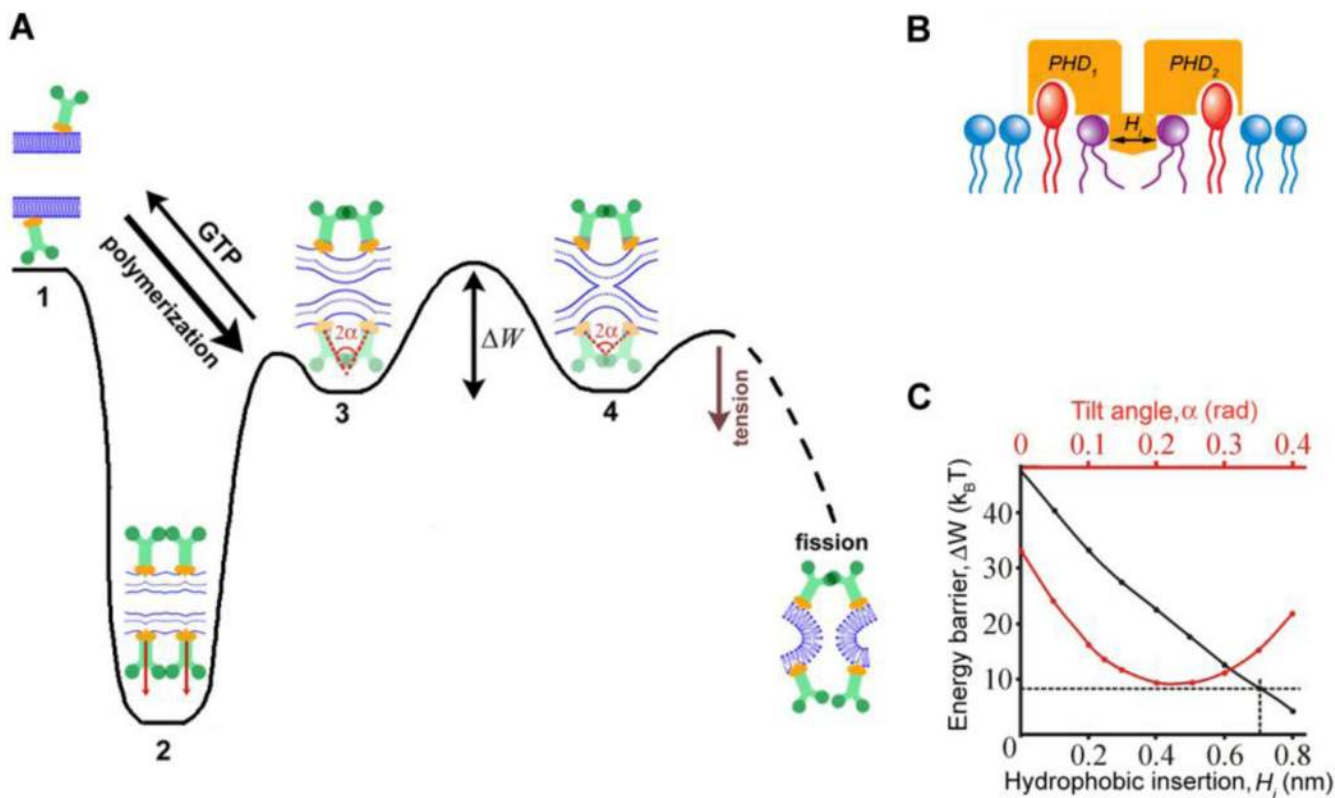 A
1
GTP
polymerization
2
2α
3
ΔW
2α
4
tension
fission
B
PHD1
PHD2
Hi
C
Tilt angle, α (rad)
0 0.1 0.2 0.3 0.4
Energy barrier, ΔW (kBT)
40
30
20
10
0
0.2 0.4 0.6 0.8
Hydrophobic insertion, Hi (nm)